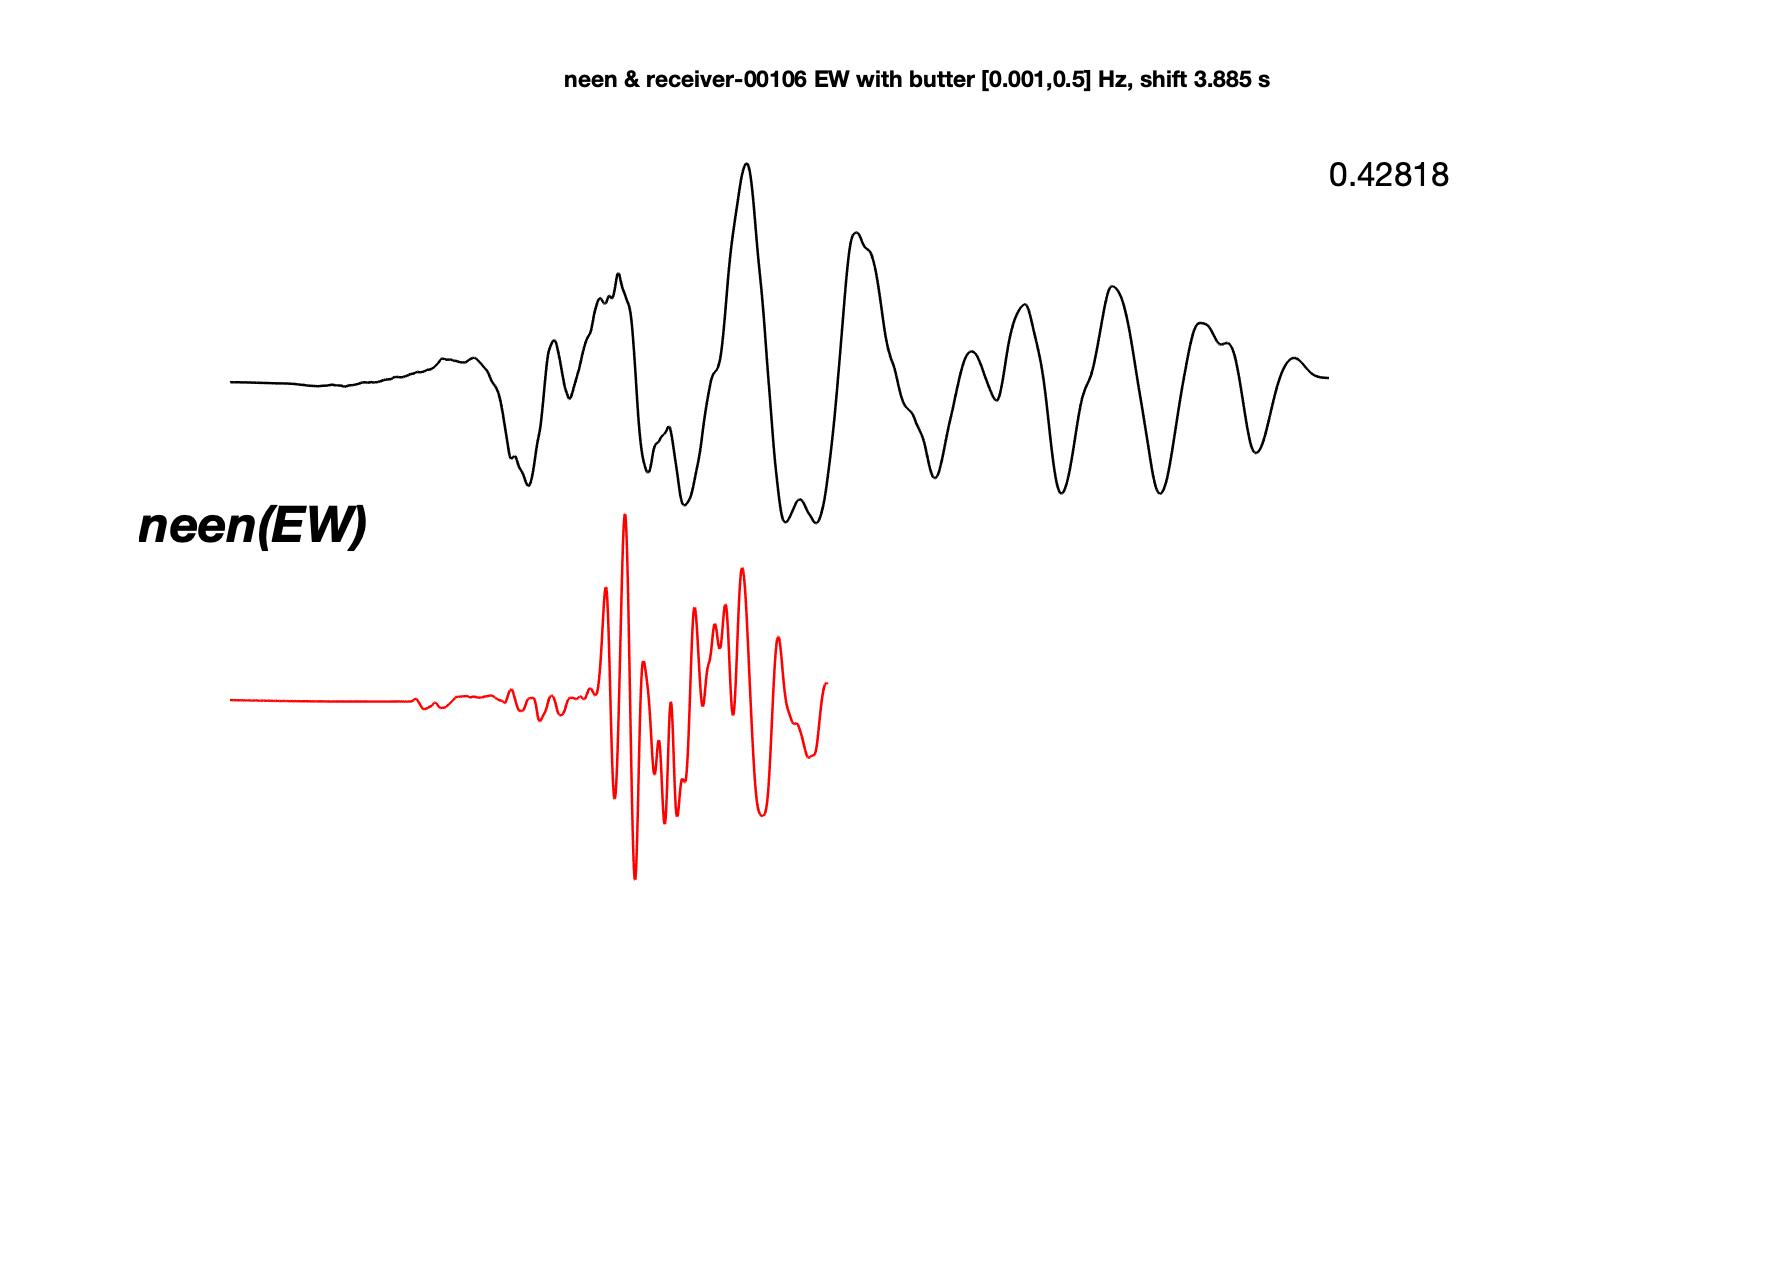 neen & receiver-00106 EW with butter [0.001,0.5] Hz, shift 3.885 s
0.42818
neen(EW)